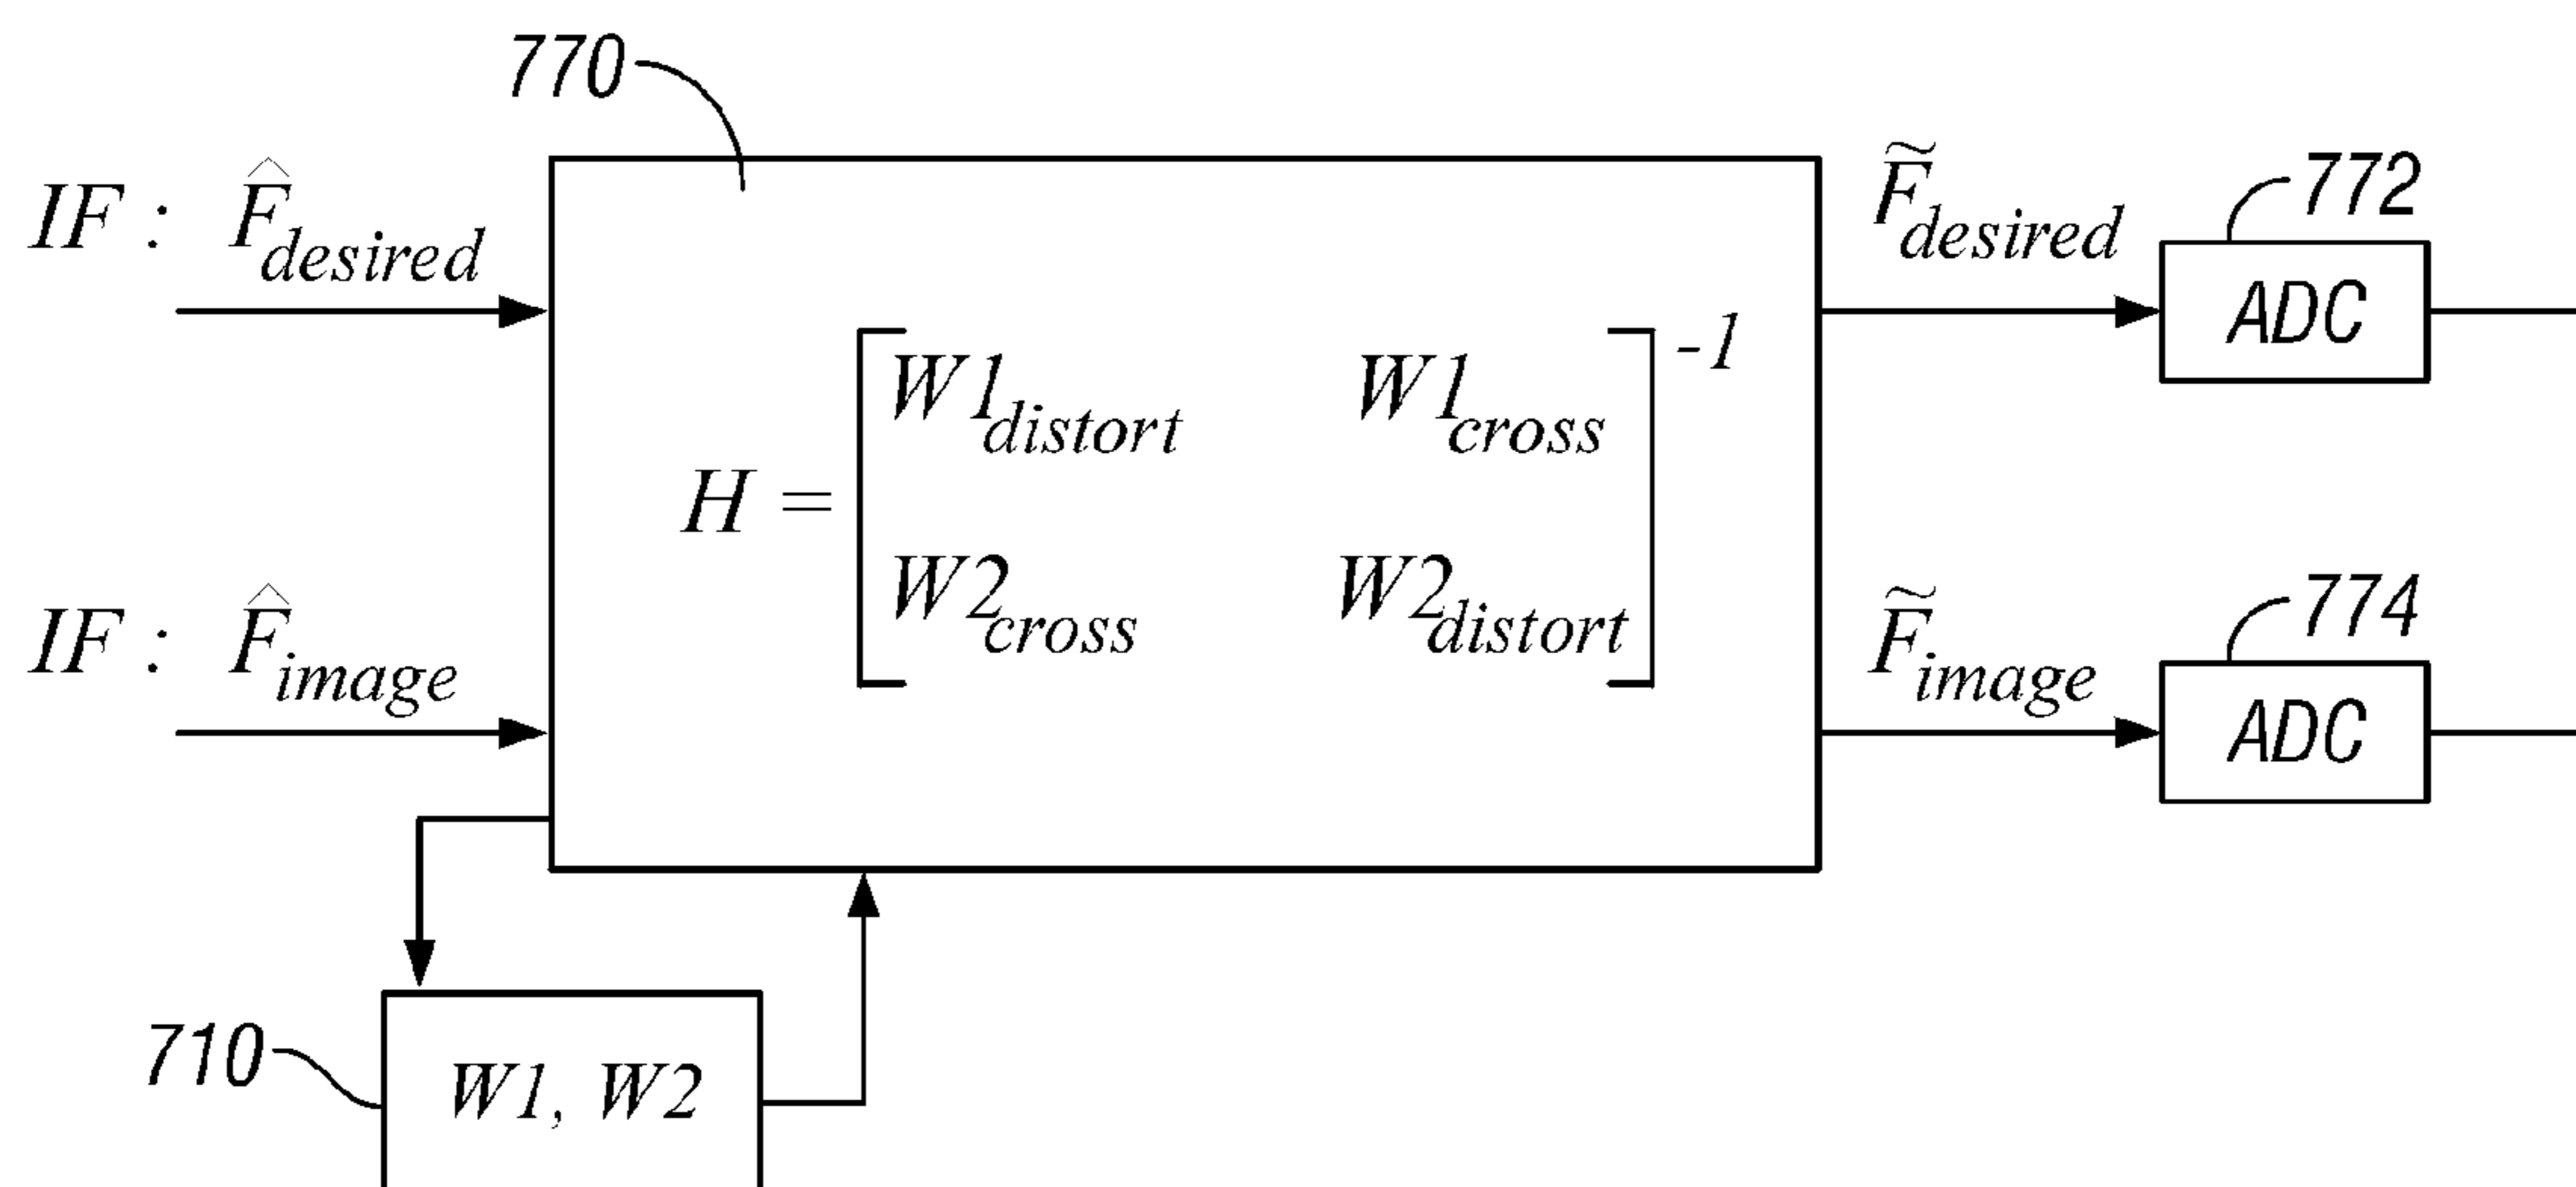 770
IF : F̂desired
F̃desired
772
ADC
H = [W1distort W1cross
W2cross W2distort]-1
IF : F̂image
F̃image
774
ADC
710
W1, W2